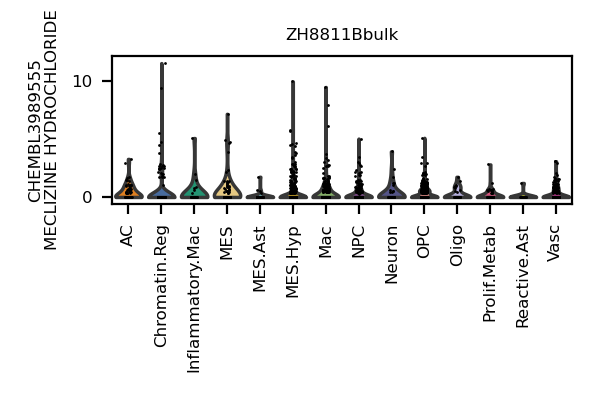 ZH8811Bbulk
CHEMBL3989555
MECLIZINE HYDROCHLORIDE
10
0
AC
Chromatin.Reg
Inflammatory.Mac
MES
MES.Ast
MES.Hyp
Mac
NPC
Neuron
OPC
Oligo
Prolif.Metab
Reactive.Ast
Vasc